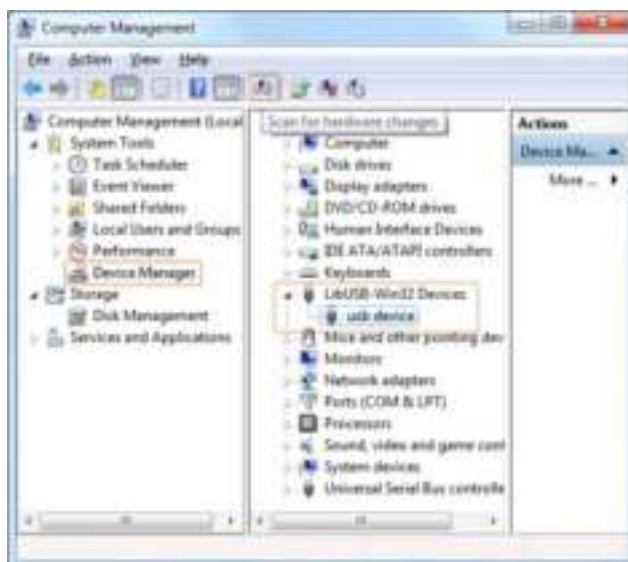 Computer Management
File Action View Help
Computer Management (Local
System Tools
Task Scheduler
Event Viewer
Shared Folders
Local Users and Groups
Performance
Device Manager
Storage
Disk Management
Services and Applications
Scan for hardware changes
Computer
Disk drives
Display adapters
DVD/CD-ROM drives
Human Interface Devices
IDE ATA/ATAPI controllers
Keyboards
LibUSB-Win32 Devices
usb device
Mice and other pointing dev
Monitors
Network adapters
Ports (COM & LPT)
Processors
Sound, video and game cont
System devices
Universal Serial Bus controlle
Actions
Device Ma...
More ...